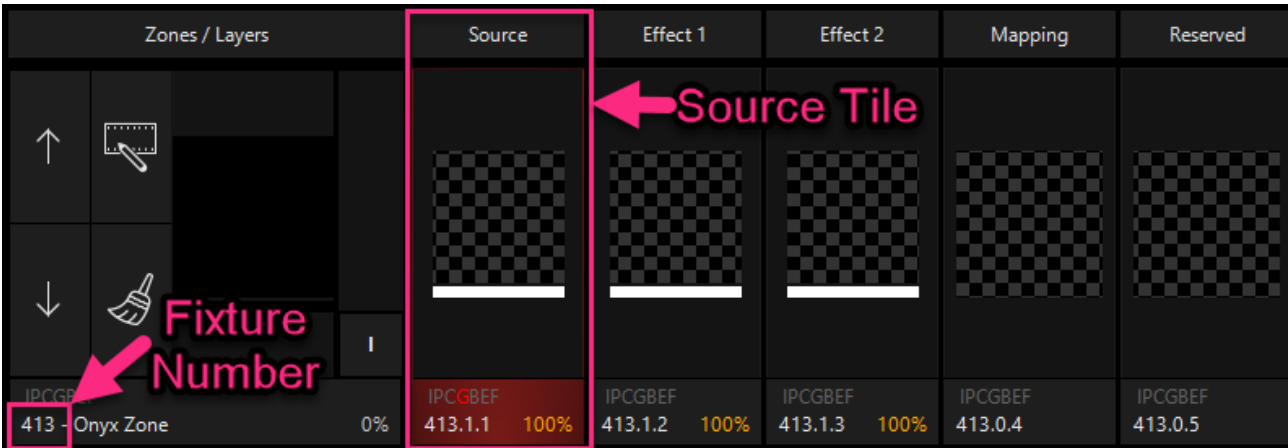 Zones / Layers
Source
Effect 1
Effect 2
Mapping
Reserved
Source Tile
Fixture
Number
I
IPCGBEF
413 - Onyx Zone
0%
IPCGBEF
413.1.1
100%
IPCGBEF
413.1.2
100%
IPCGBEF
413.1.3
100%
IPCGBEF
413.0.4
IPCGBEF
413.0.5